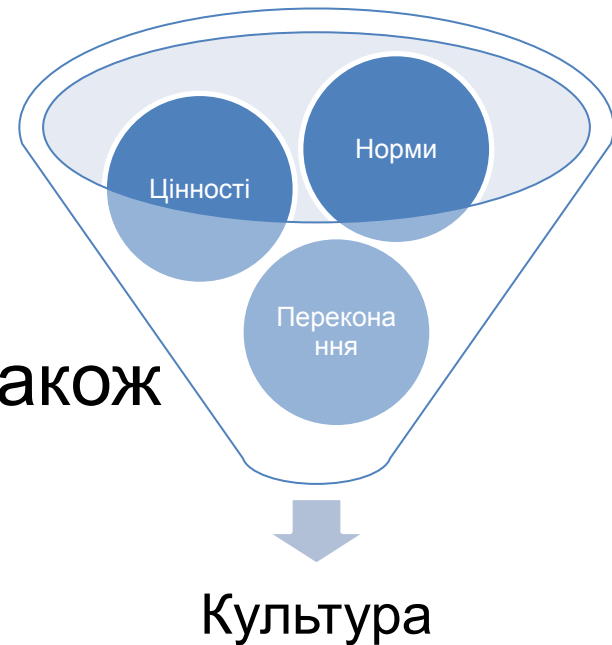 Норми
Цінності
Перекона
ння
акож
Культура